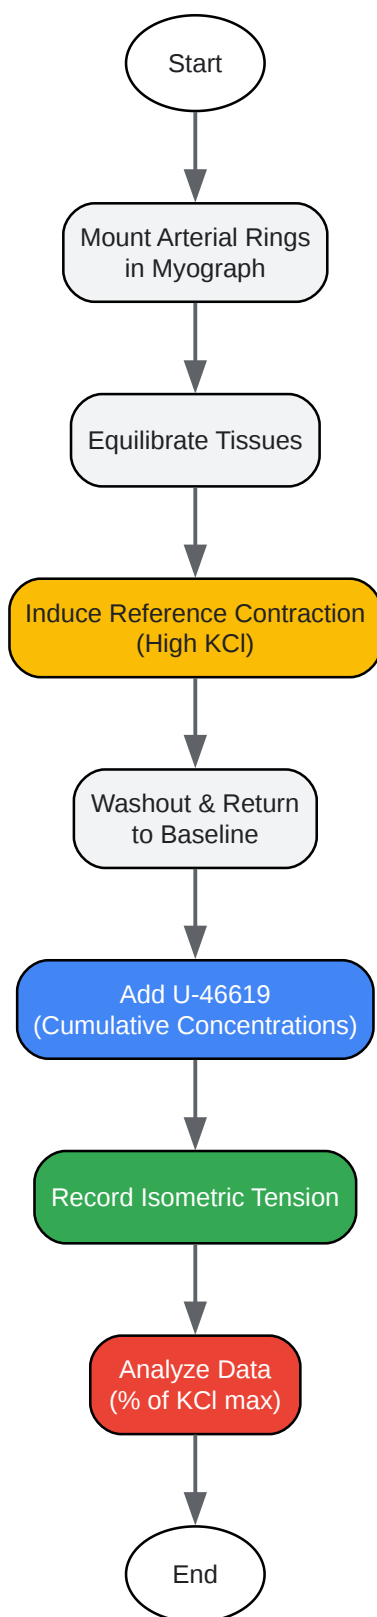 Start
Mount Arterial Rings
in Myograph
Equilibrate Tissues
Induce Reference Contraction
(High KCl)
Washout & Return
to Baseline
Add U-46619
(Cumulative Concentrations)
Record Isometric Tension
Analyze Data
(% of KCl max)
End